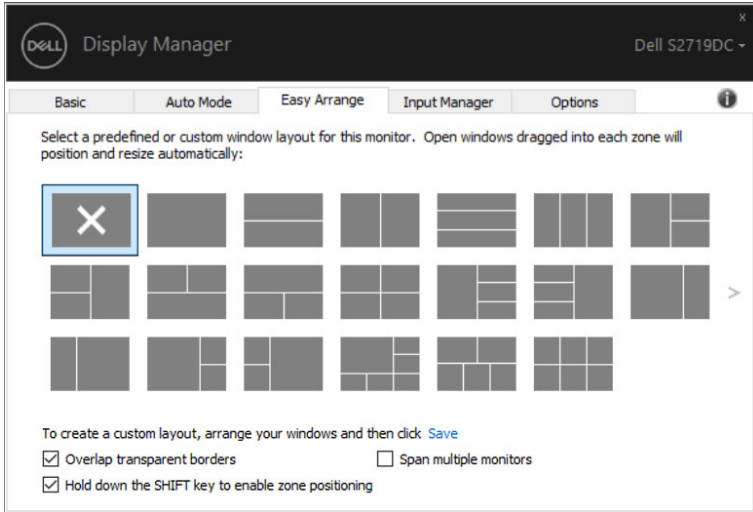 x
DELL
Display Manager
Dell S2719DC
Basic
Auto Mode
Easy Arrange
Input Manager
Options
i
Select a predefined or custom window layout for this monitor. Open windows dragged into each zone will
position and resize automatically:
>
To create a custom layout, arrange your windows and then click Save
Overlap transparent borders
Span multiple monitors
Hold down the SHIFT key to enable zone positioning